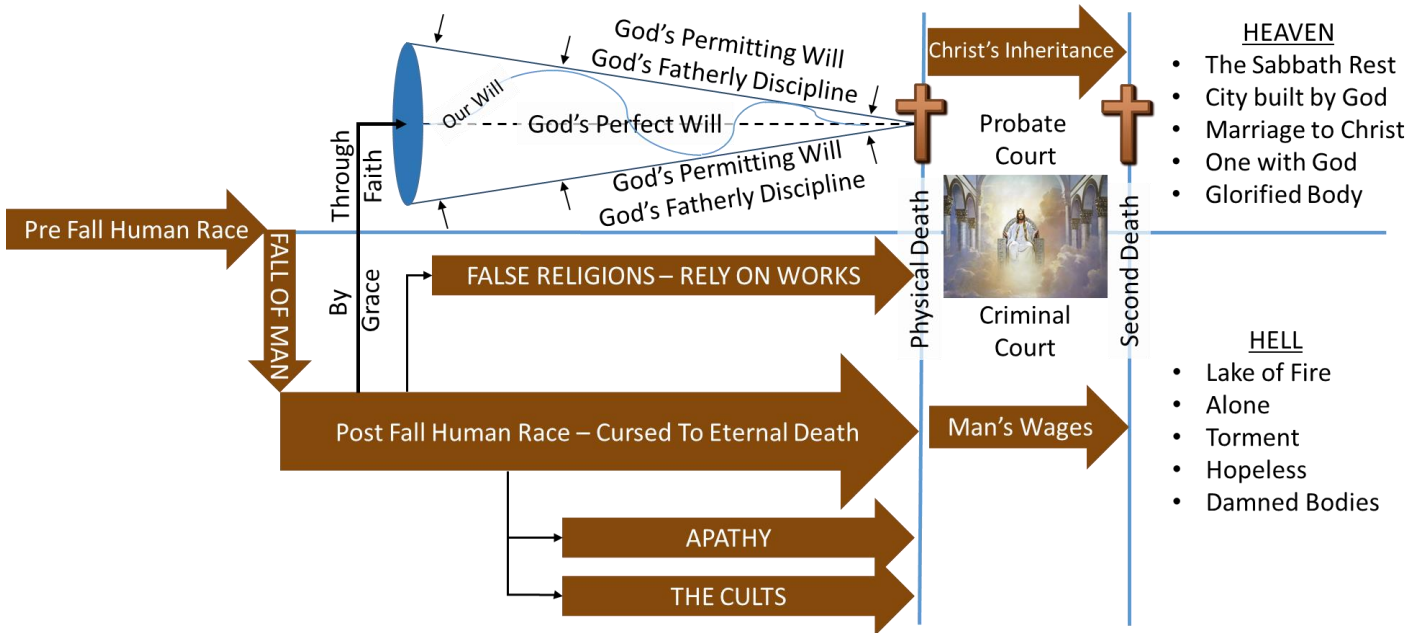 God's Permitting Will
God's Fatherly Discipline
Our Will
God's Perfect Will
God's Permitting Will
God's Fatherly Discipline
Through
Faith
By
Grace
Pre Fall Human Race
FALL OF MAN
FALSE RELIGIONS – RELY ON WORKS
Post Fall Human Race – Cursed To Eternal Death
APATHY
THE CULTS
Physical Death
Christ's Inheritance
Probate
Court
Criminal
Court
Man's Wages
Second Death
HEAVEN
• The Sabbath Rest
• City built by God
• Marriage to Christ
• One with God
• Glorified Body
HELL
• Lake of Fire
• Alone
• Torment
• Hopeless
• Damned Bodies